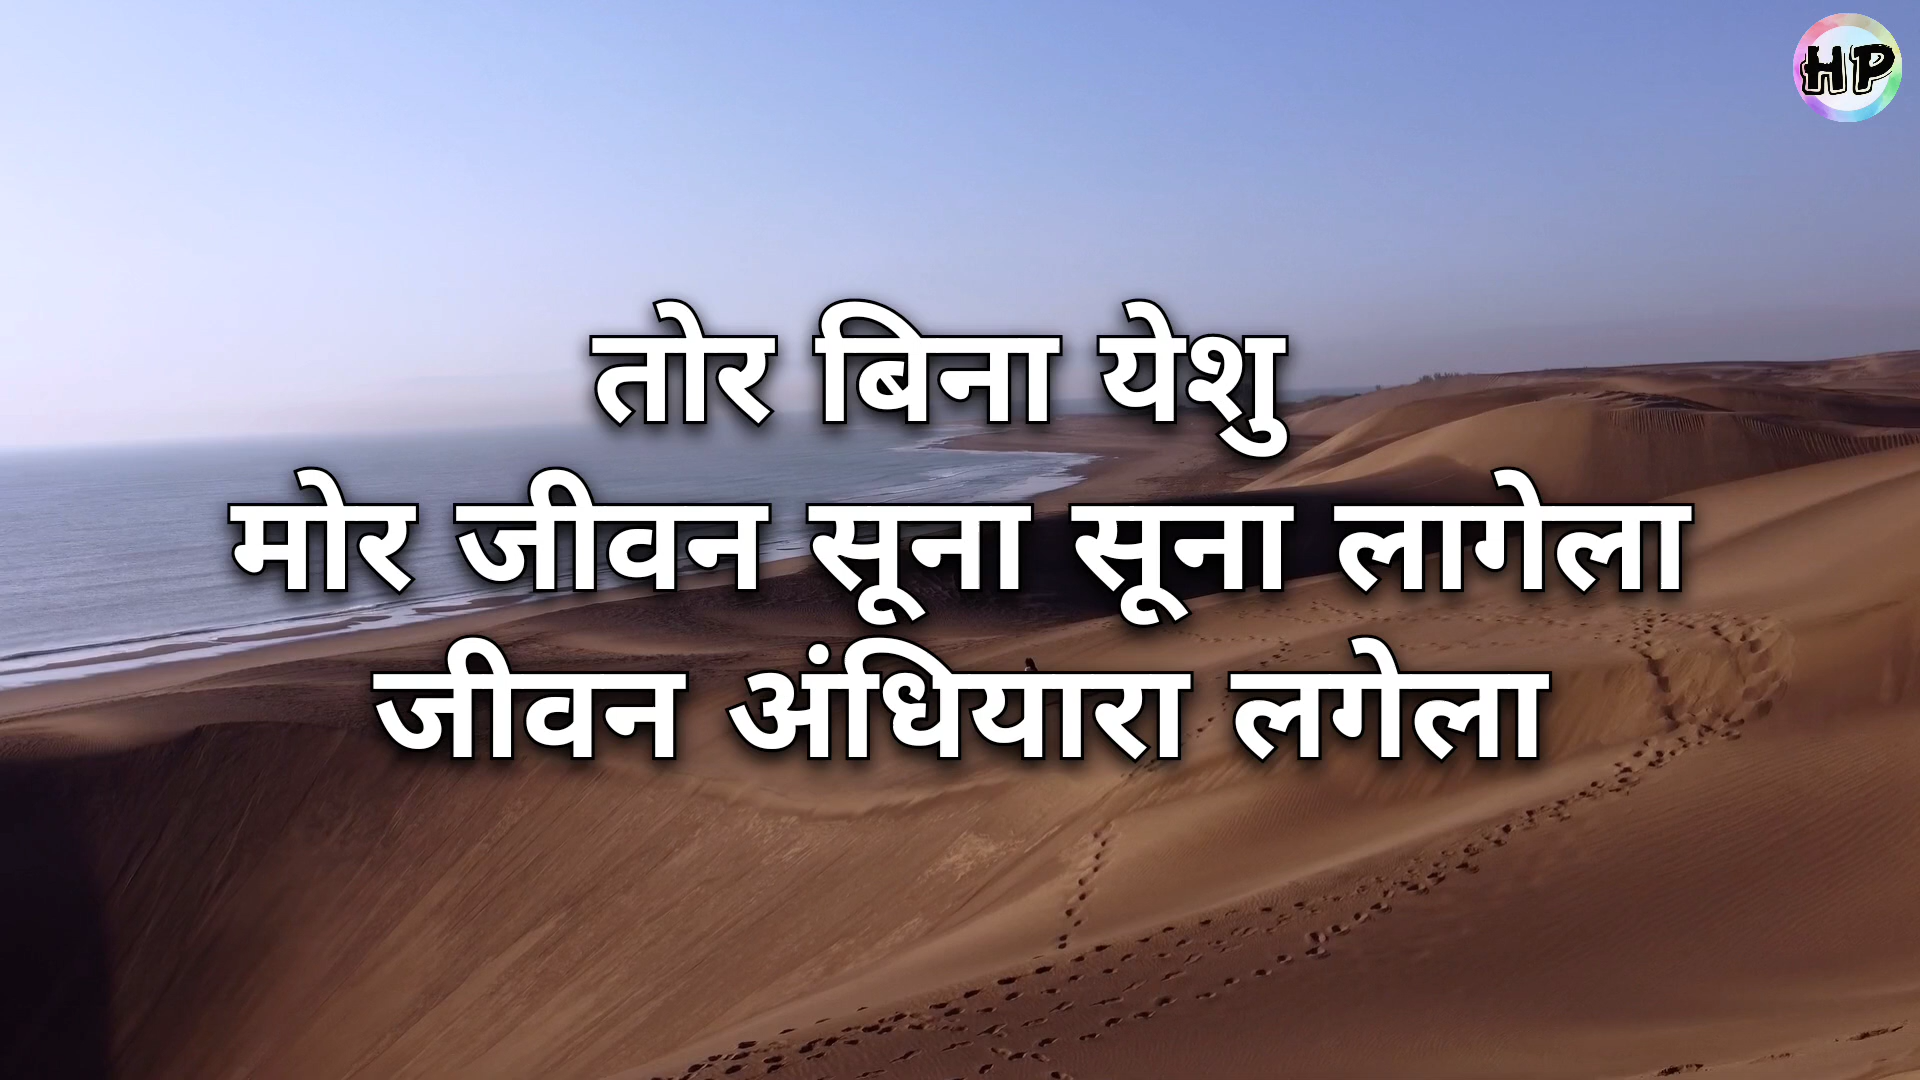 HP
तोर बिना येशु
मोर जीवन सूना सूना लागेला
जीवन अंधियारा लगेला